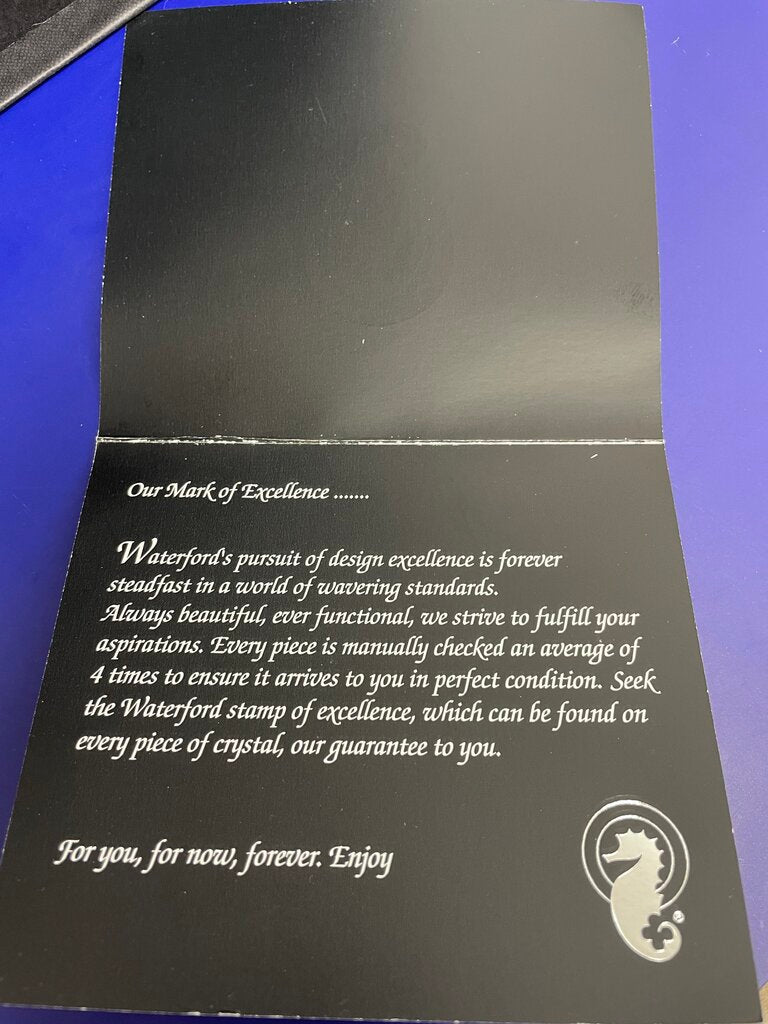 Our Mark of Excellence .......
Waterford's pursuit of design excellence is forever
steadfast in a world of wavering standards.
Always beautiful, ever functional, we strive to fulfill your
aspirations. Every piece is manually checked an average of
4 times to ensure it arrives to you in perfect condition. Seek
the Waterford stamp of excellence, which can be found on
every piece of crystal, our guarantee to you.
For you, for now, forever. Enjoy
®